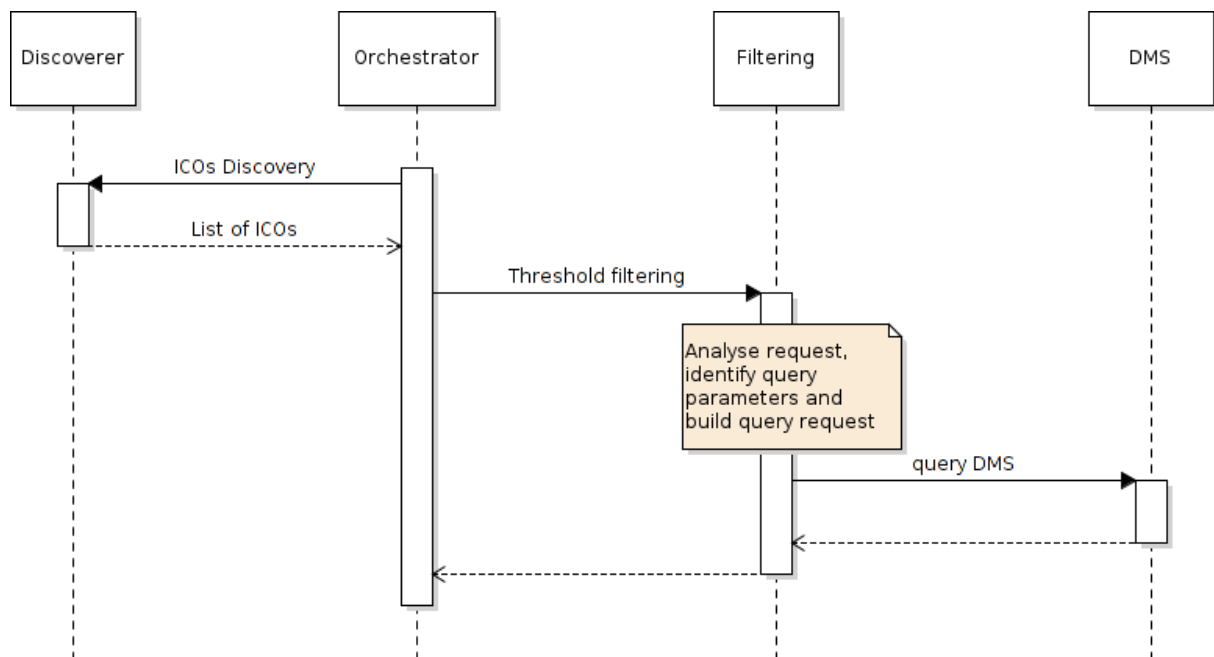 Discoverer
Orchestrator
Filtering
DMS
ICOs Discovery
List of ICOs
Threshold filtering
Analyse request,
identify query
parameters and
build query request
query DMS